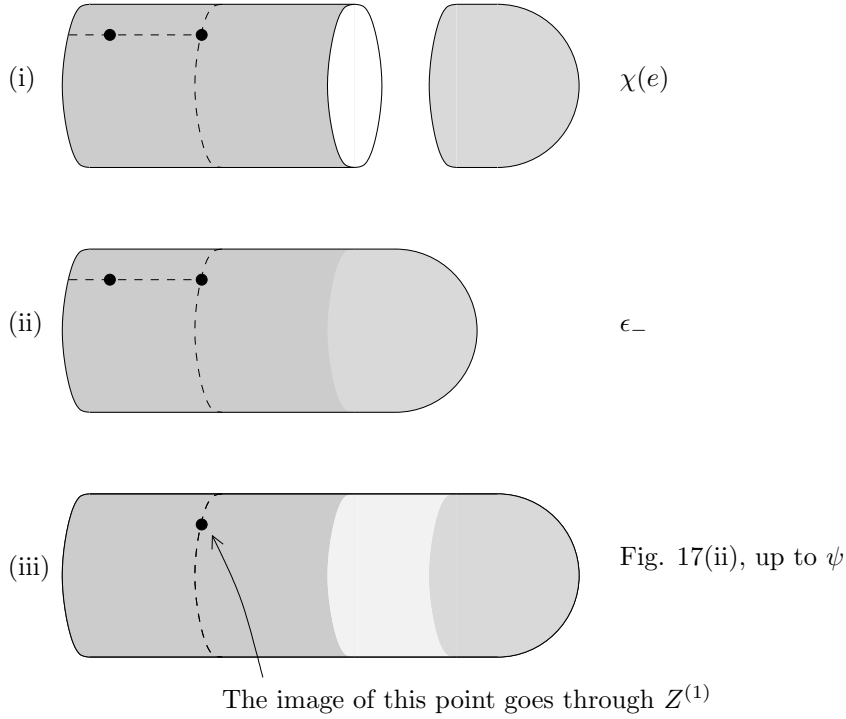 (i) χ(e)
(ii) ϵ−
(iii) Fig. 17(ii), up to ψ
The image of this point goes through Z^(1)